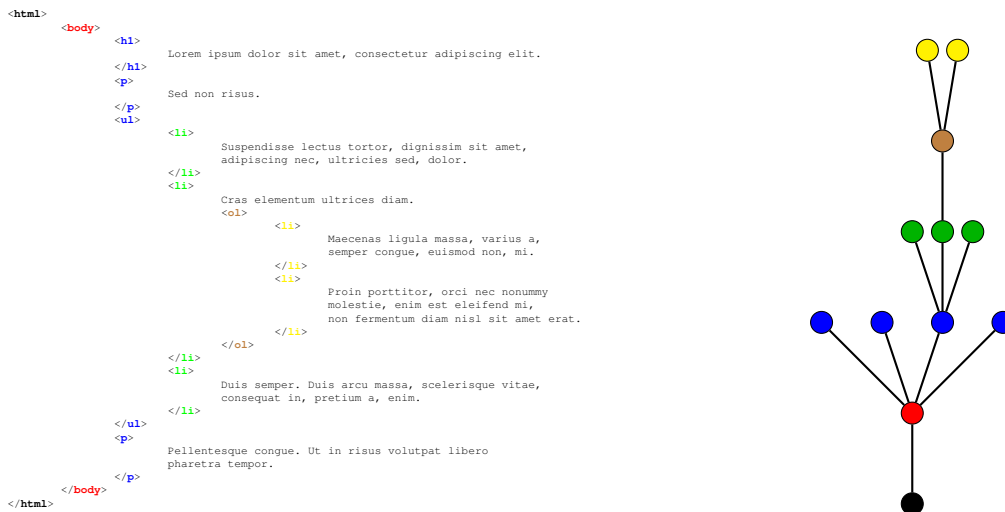 <html>
<body>
<h1>
Lorem ipsum dolor sit amet, consectetur adipiscing elit.
</h1>
<p>
Sed non risus.
</p>
<ul>
<li>
Suspendisse lectus tortor, dignissim sit amet,
adipiscing nec, ultricies sed, dolor.
</li>
<li>
Cras elementum ultrices diam.
<ol>
<li>
Maecenas ligula massa, varius a,
semper congue, euismod non, mi.
</li>
<li>
Proin porttitor, orci nec nonummy
molestie, enim est eleifend mi,
non fermentum diam nisl sit amet erat.
</li>
</ol>
</li>
<li>
Duis semper. Duis arcu massa, scelerisque vitae,
consequat in, pretium a, enim.
</li>
</ul>
<p>
Pellentesque congue. Ut in risus volutpat libero
pharetra tempor.
</p>
</body>
</html>